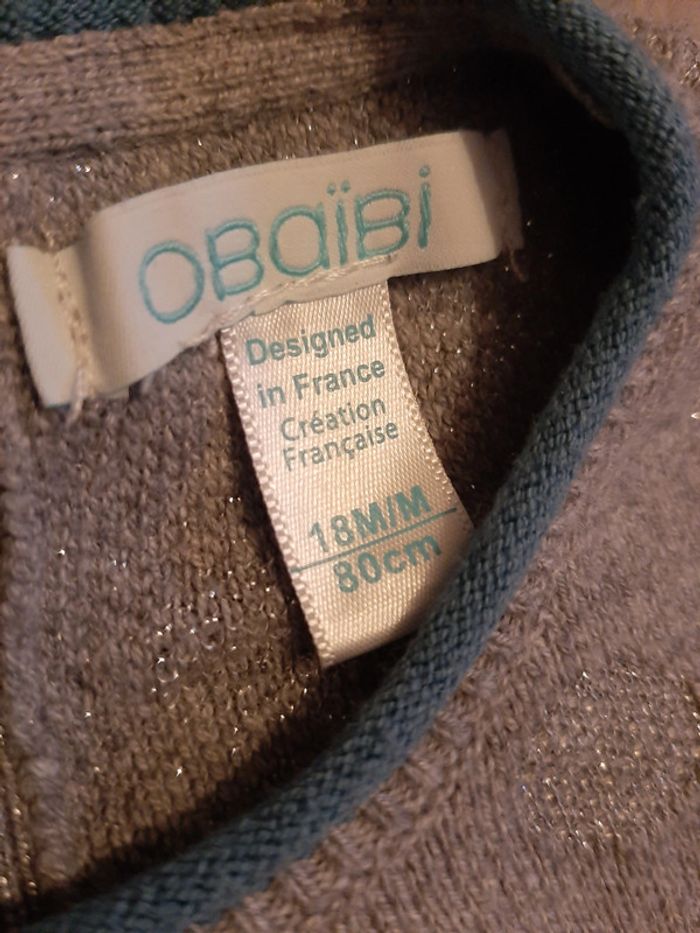 OBaïBi
Designed
in France
Création
Française
18M/M
80cm